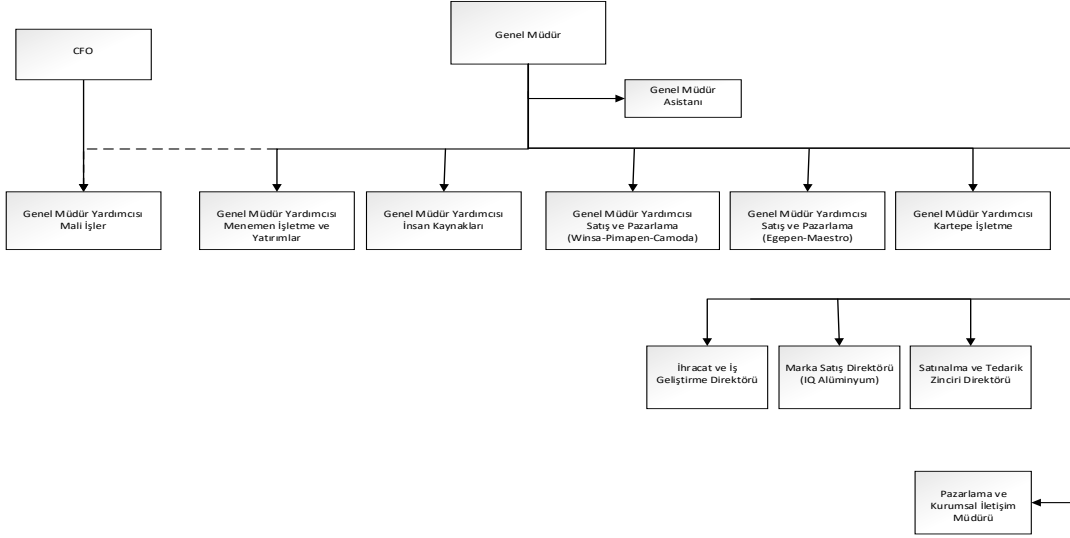 Genel Müdür
CFO
Genel Müdür
Asistanı
Genel Müdür Yardımcısı
Mali İşler
Genel Müdür Yardımcısı
Menemen İşletme ve
Yatırımlar
Genel Müdür Yardımcısı
İnsan Kaynakları
Genel Müdür Yardımcısı
Satış ve Pazarlama
(Winsa-Pimapen-Camoda)
Genel Müdür Yardımcısı
Satış ve Pazarlama
(Egepen-Maestro)
Genel Müdür Yardımcısı
Kartepe İşletme
İhracat ve İş
Geliştirme Direktörü
Marka Satış Direktörü
(IQ Alüminyum)
Satınalma ve Tedarik
Zinciri Direktörü
Pazarlama ve
Kurumsal İletişim
Müdürü